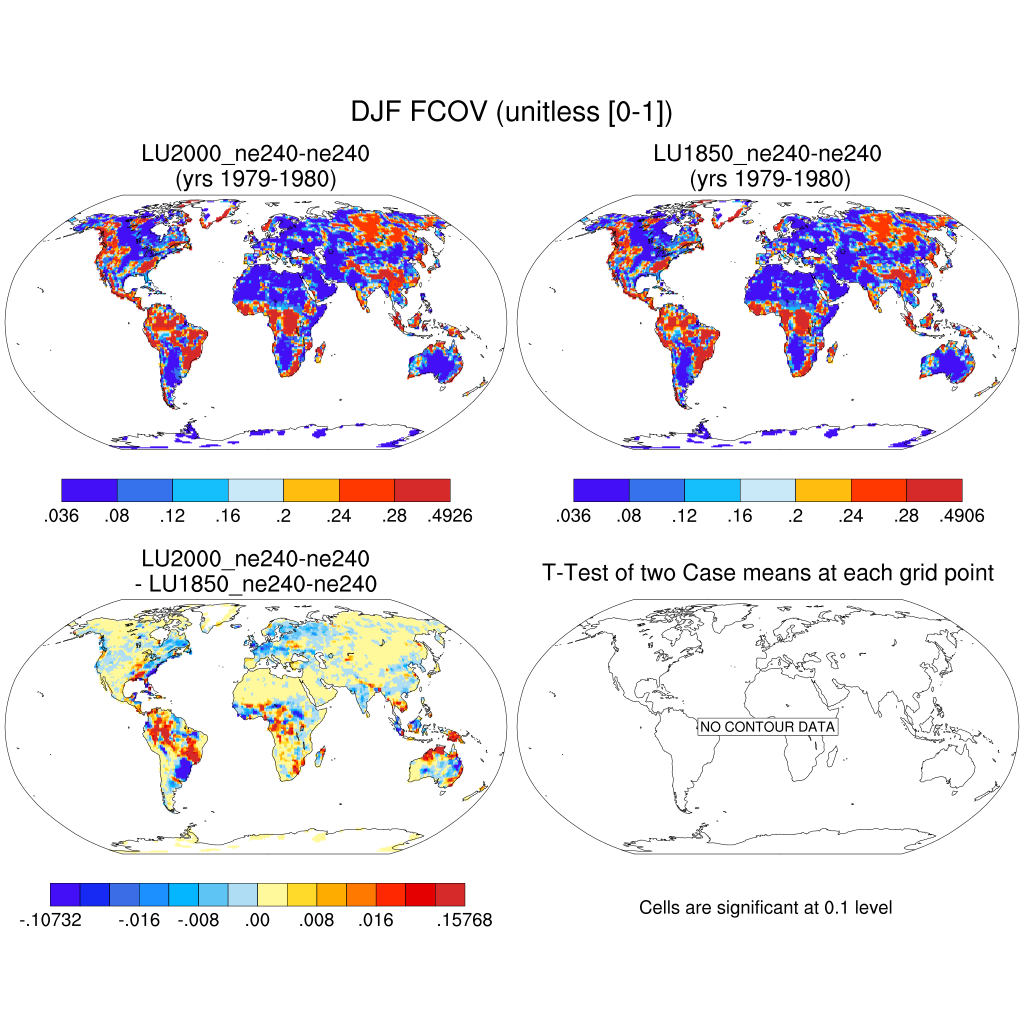 DJF FCOV (unitless [0-1])
LU2000_ne240-ne240
(yrs 1979-1980)
LU1850_ne240-ne240
(yrs 1979-1980)
.036 .08 .12 .16 .2 .24 .28 .4926
.036 .08 .12 .16 .2 .24 .28 .4906
LU2000_ne240-ne240
- LU1850_ne240-ne240
T-Test of two Case means at each grid point
NO CONTOUR DATA
-.10732 -.016 -.008 .00 .008 .016 .15768
Cells are significant at 0.1 level